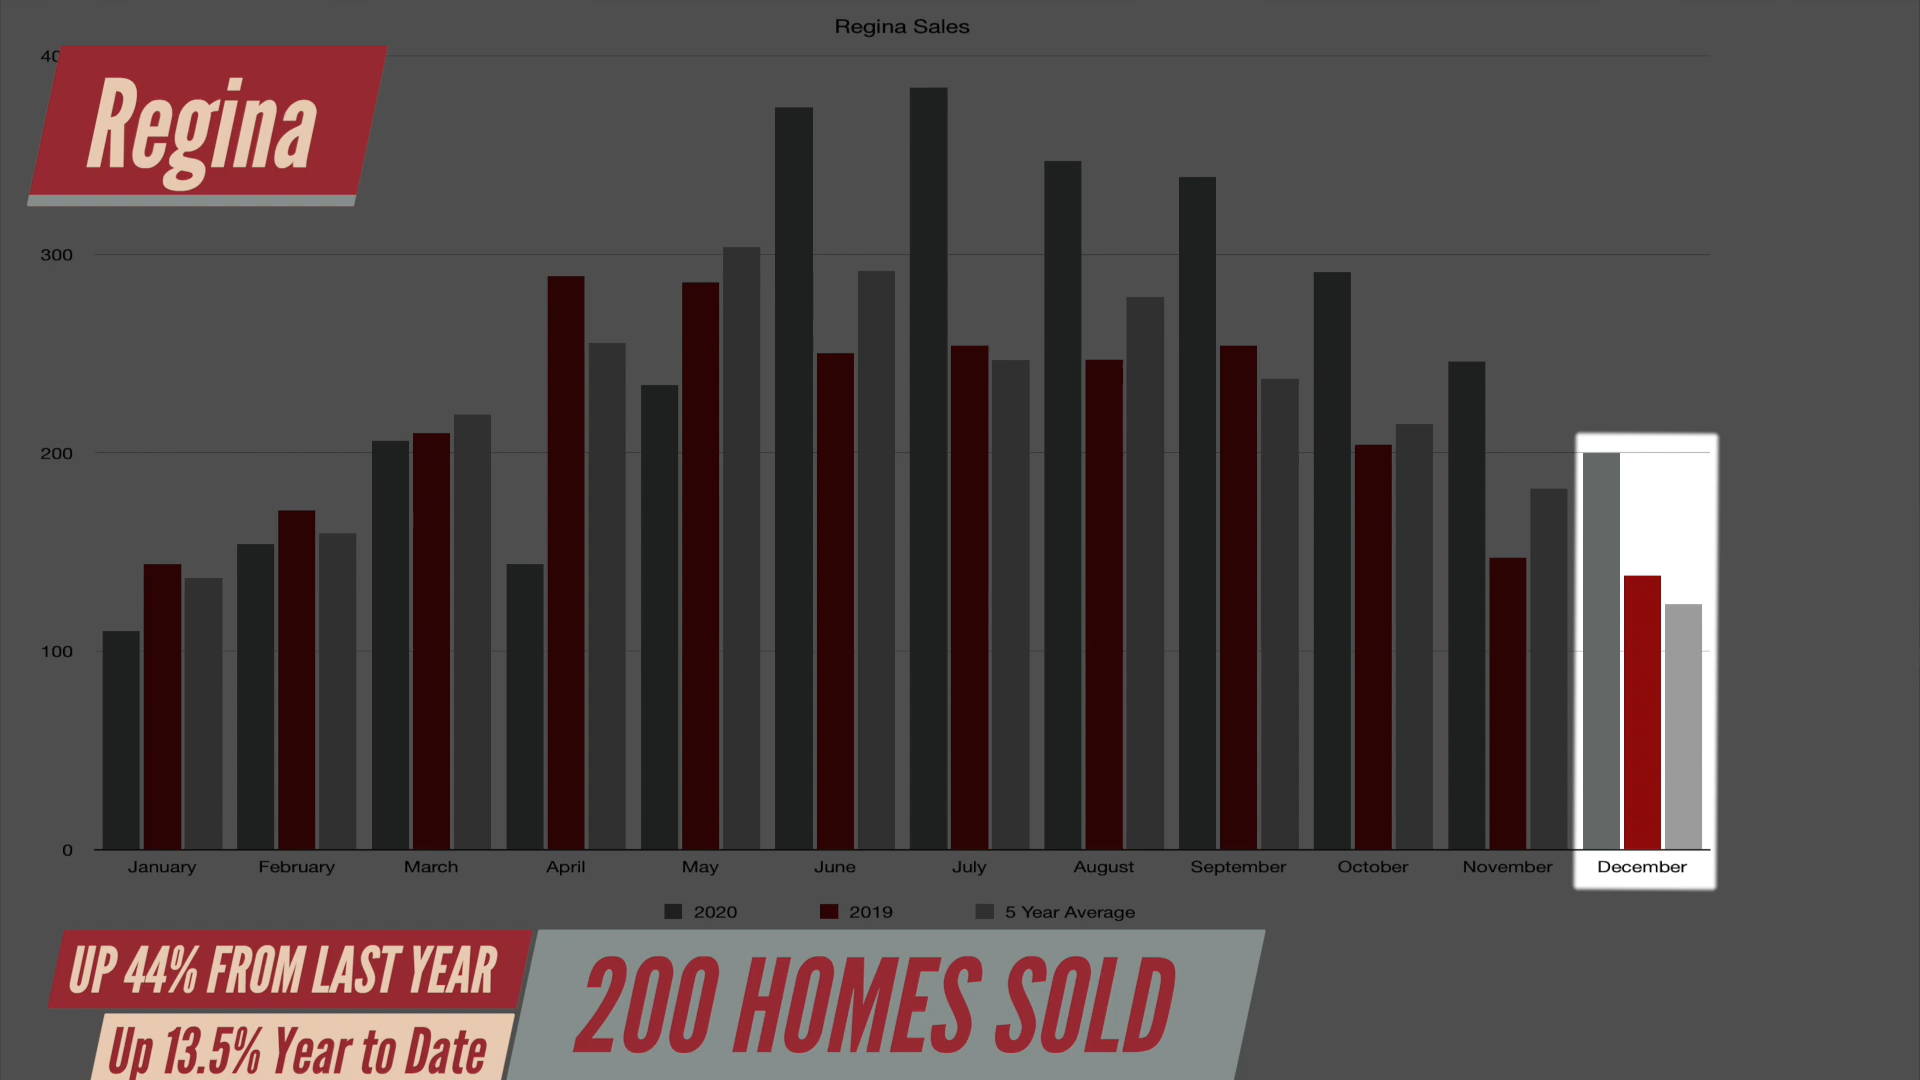 Regina Sales
Regina
300
200
100
0
January February March April May June July August September October November December
2020 2019 5 Year Average
UP 44% FROM LAST YEAR
200 HOMES SOLD
Up 13.5% Year to Date